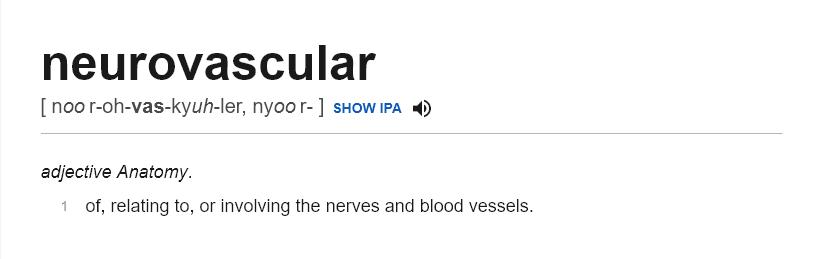 neurovascular
[ noo r-oh-vas-kyuh-ler, nyoo r- ] SHOW IPA
adjective Anatomy.
1 of, relating to, or involving the nerves and blood vessels.